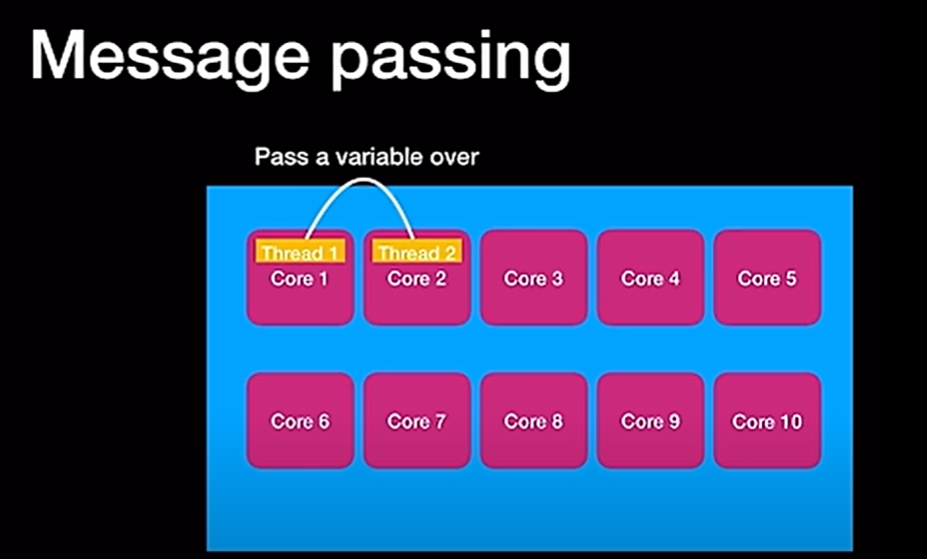 Message passing
Pass a variable over
Thread 1
Thread 2
Core 1
Core 2
Core 3
Core 4
Core 5
Core 6
Core 7
Core 8
Core 9
Core 10